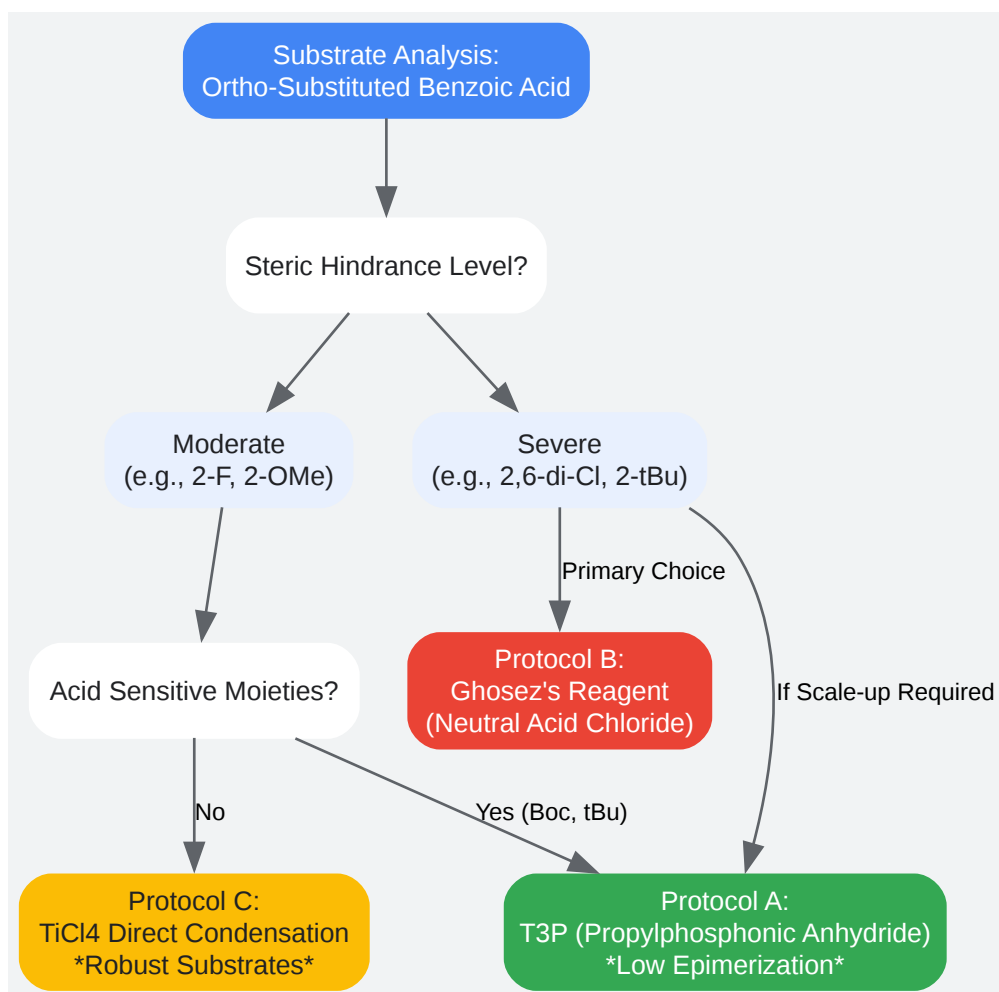 Substrate Analysis:
Ortho-Substituted Benzoic Acid
Steric Hindrance Level?
Moderate
(e.g., 2-F, 2-OMe)
Severe
(e.g., 2,6-di-Cl, 2-tBu)
Primary Choice
Protocol B:
Ghosez's Reagent
(Neutral Acid Chloride)
Acid Sensitive Moieties?
If Scale-up Required
No
Yes (Boc, tBu)
Protocol C:
TiCl4 Direct Condensation
*Robust Substrates*
Protocol A:
T3P (Propylphosphonic Anhydride)
*Low Epimerization*